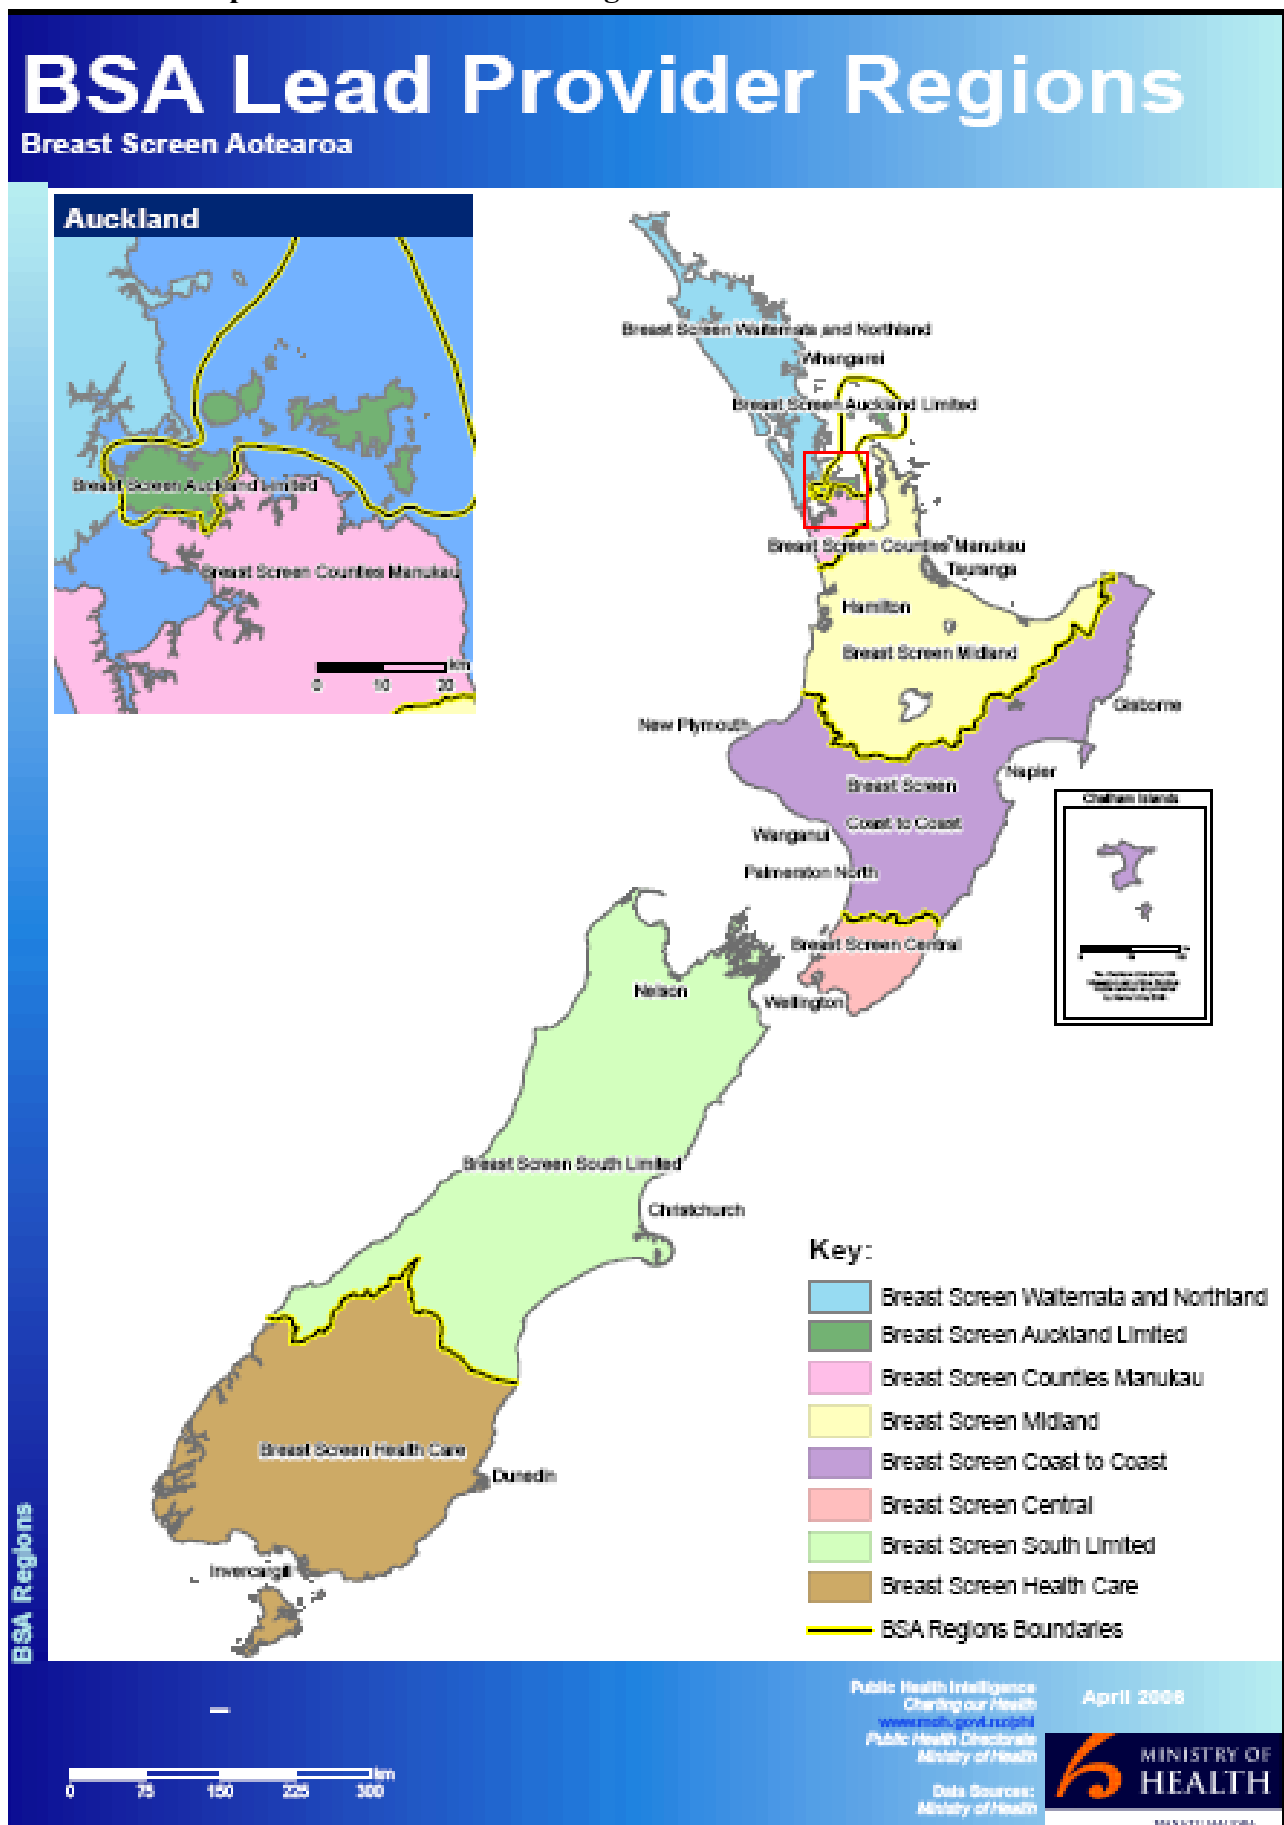 BSA Lead Provider Regions
Breast Screen Aotearoa
Auckland
Breast Screen Auckland Limited
Breast Screen Counties Manukau
km
0 10 20
Breast Screen Waitemata and Northland
Whangarei
Breast Screen Auckland Limited
Breast Screen Counties Manukau
Tauranga
Hamilton
Breast Screen Midland
New Plymouth
Gisborne
Napier
Breast Screen
Coast to Coast
Wanganui
Palmerston North
Chatham Islands
Breast Screen Central
Nelson
Wellington
Breast Screen South Limited
Christchurch
Breast Screen Health Care
Dunedin
Invercargill
Key:
Breast Screen Waitemata and Northland
Breast Screen Auckland Limited
Breast Screen Counties Manukau
Breast Screen Midland
Breast Screen Coast to Coast
Breast Screen Central
Breast Screen South Limited
Breast Screen Health Care
BSA Regions Boundaries
BSA Regions
km
0 75 150 225 300
Public Health Intelligence
Charting our Health
www.moh.govt.nz/phi
Public Health Directorate
Ministry of Health
Data Sources:
Ministry of Health
April 2006
MINISTRY OF
HEALTH